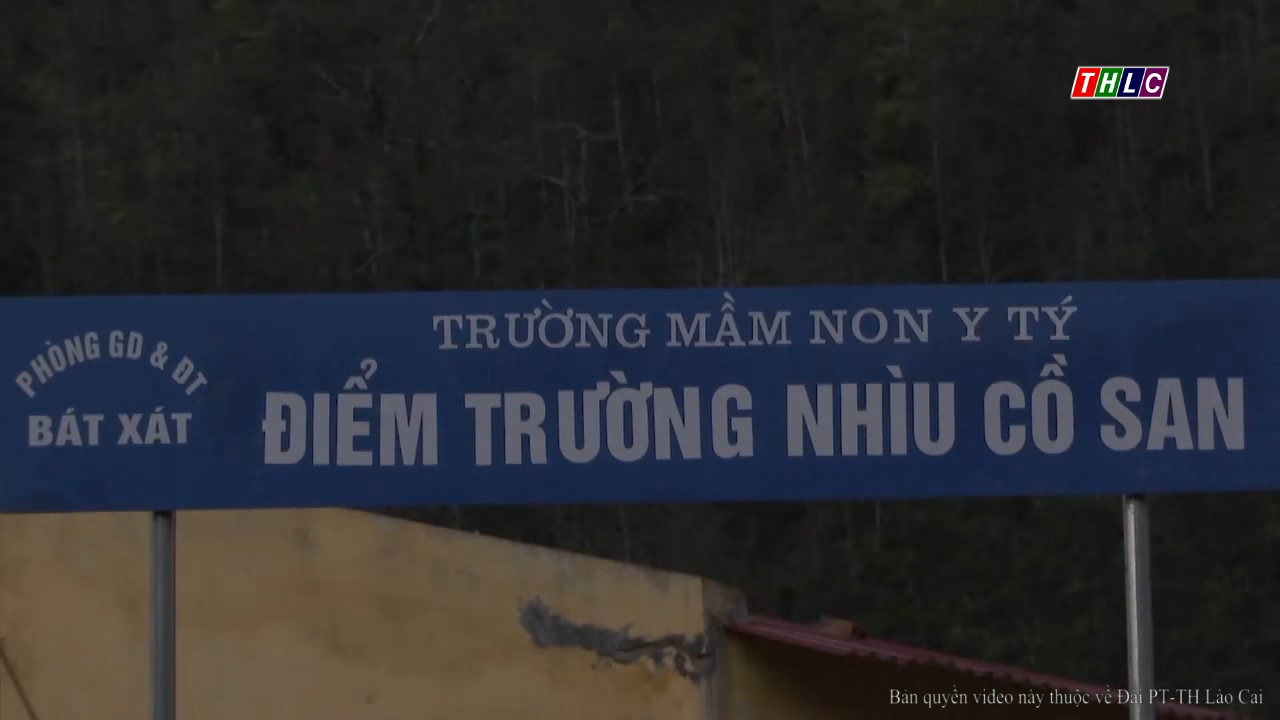 THLC
TRƯỜNG MẦM NON Y TÝ
PHÒNG GD & ĐT
BÁT XÁT
ĐIỂM TRƯỜNG NHÌU CỒ SAN
Bản quyền video này thuộc về Đài PT-TH Lào Cai